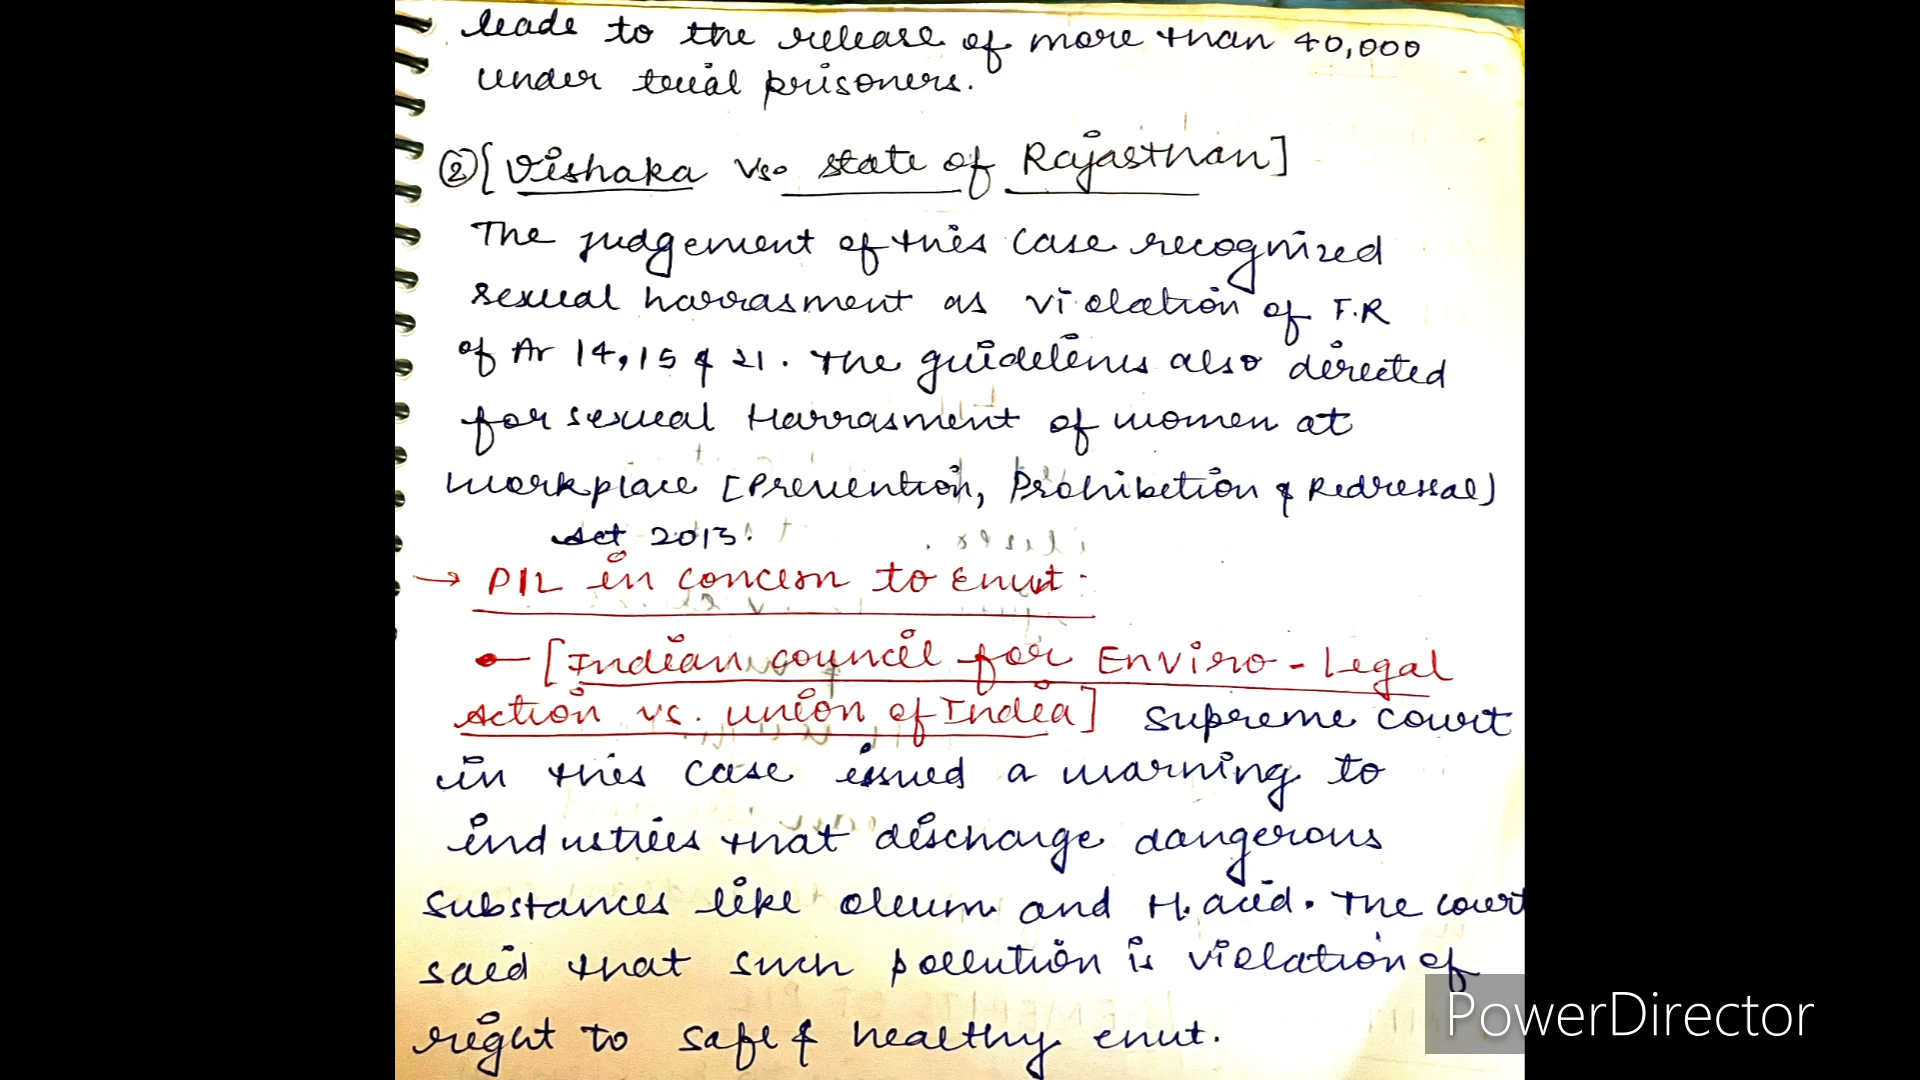 leads to the release of more than 40,000
under trial prisoners.
② [Vishaka vs. state of Rajasthan]
The judgement of this case recognized
sexual harrasment as violation of F.R
of Ar 14, 15 & 21. The guidelines also directed
for sexual Harrasment of women at
workplace [Prevention, Prohibition & Redressal]
Act 2013.
→ PIL in concern to Envt.
[Indian council for Enviro - Legal
Action vs. union of India] Supreme court
in this case issued a warning to
industries that discharge dangerous
substances like oleum and H. acid. The court
said that such pollution is violation of
right to safe & healthy envt.
PowerDirector